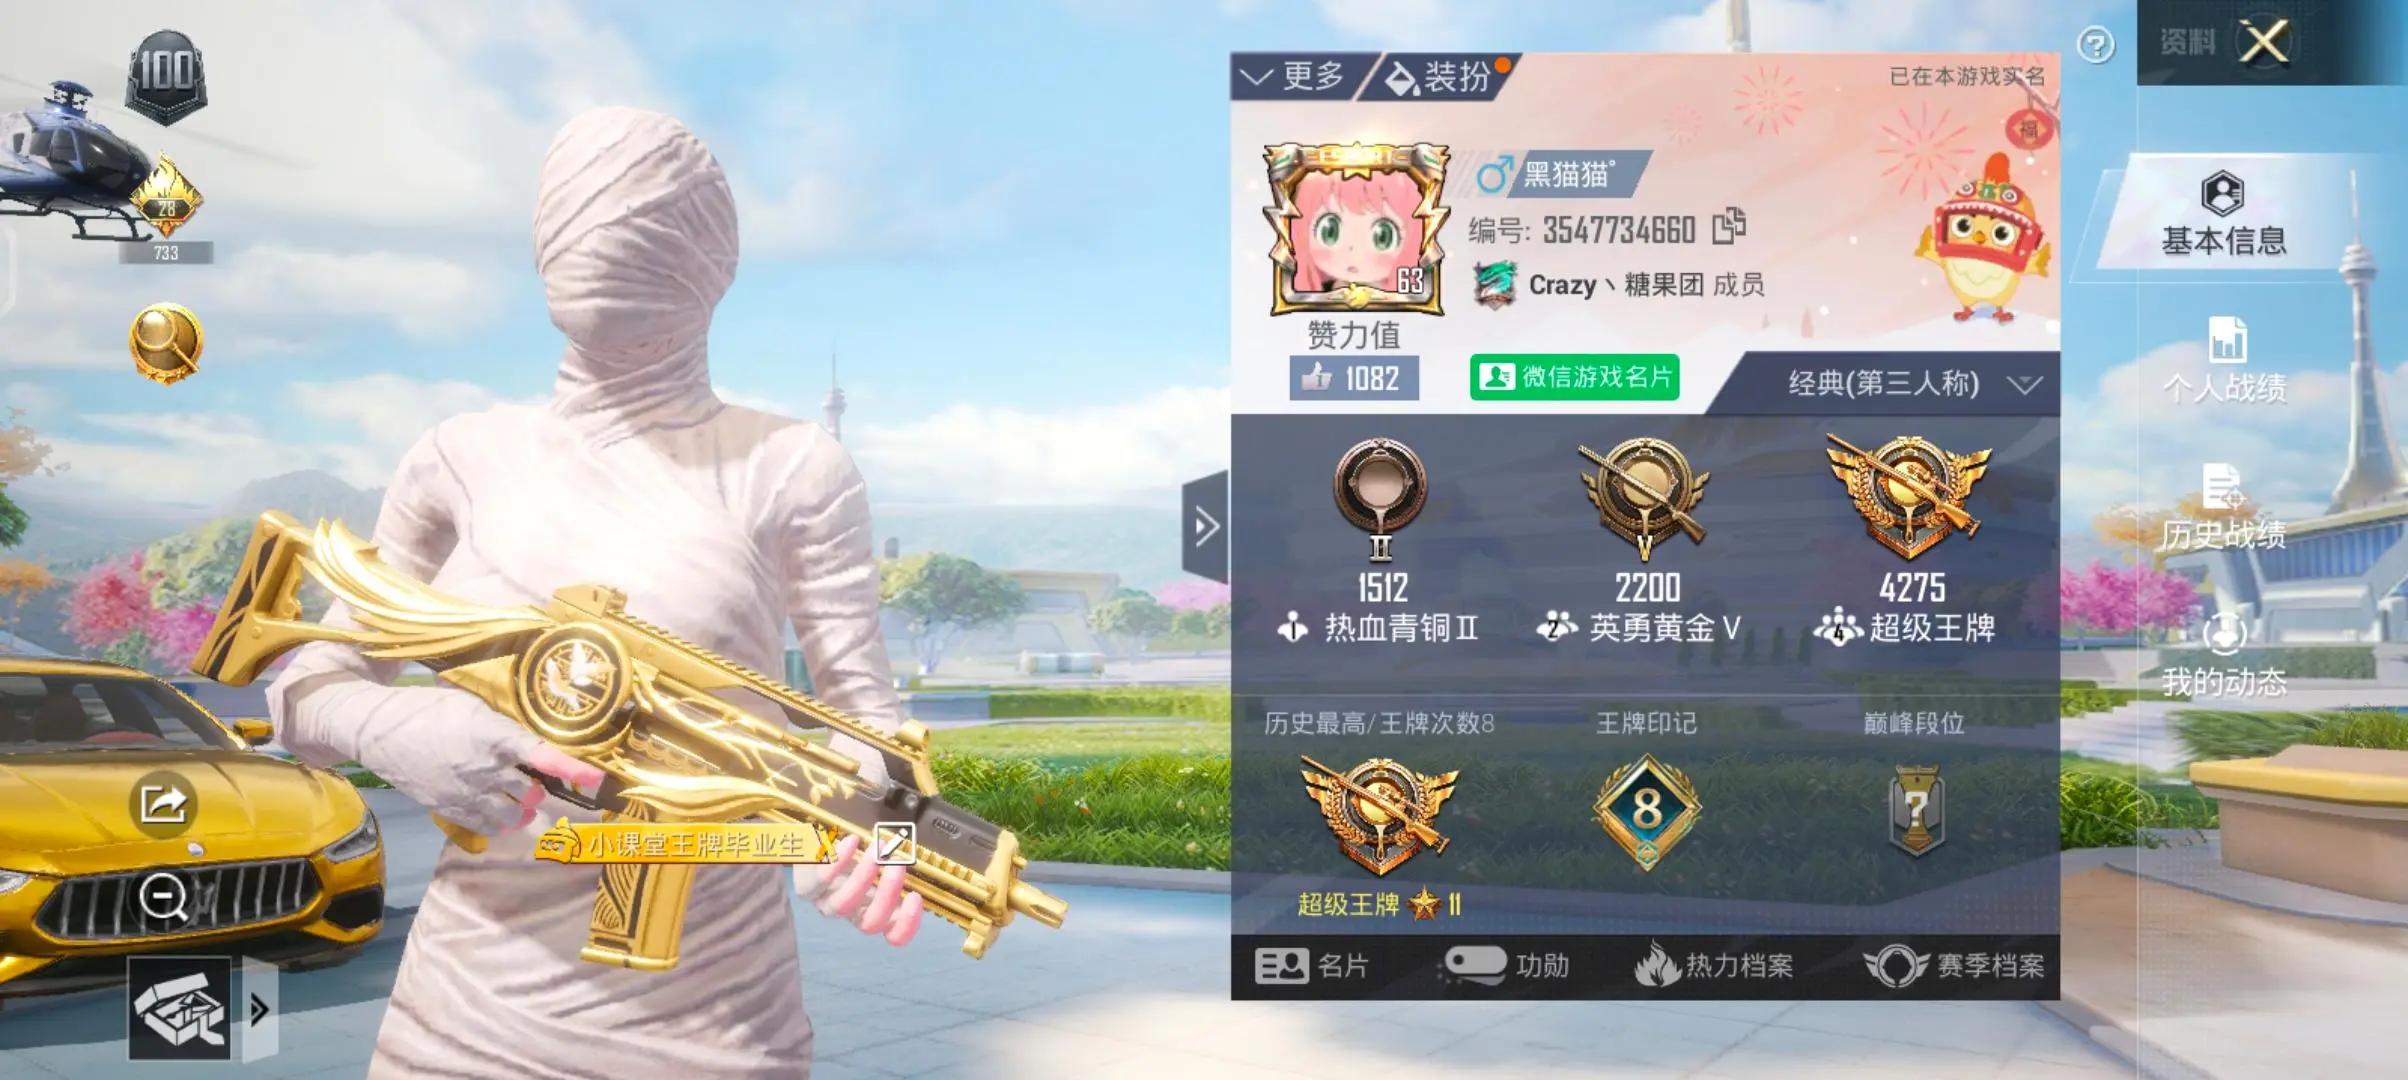 100
28
733
更多
装扮
已在本游戏实名
福
63
黑猫猫°
编号: 3547734660
Crazy丶糖果团 成员
赞力值
1082
微信游戏名片
经典(第三人称)
II
V
1512
2200
4275
1 热血青铜II
2 英勇黄金V
4 超级王牌
历史最高/王牌次数8
王牌印记
巅峰段位
8
?
超级王牌 11
名片
功勋
热力档案
赛季档案
小课堂王牌毕业生
?
资料
基本信息
个人战绩
历史战绩
我的动态